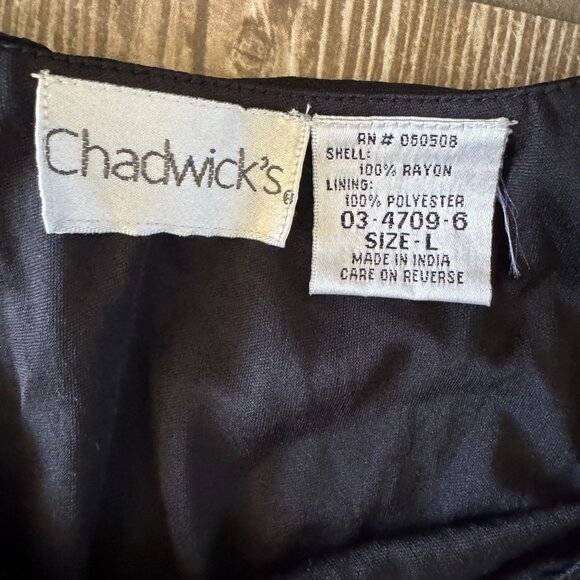 Chadwick's®
RN# 060508
SHELL:
100% RAYON
LINING:
100% POLYESTER
03-4709-6
SIZE-L
MADE IN INDIA
CARE ON REVERSE